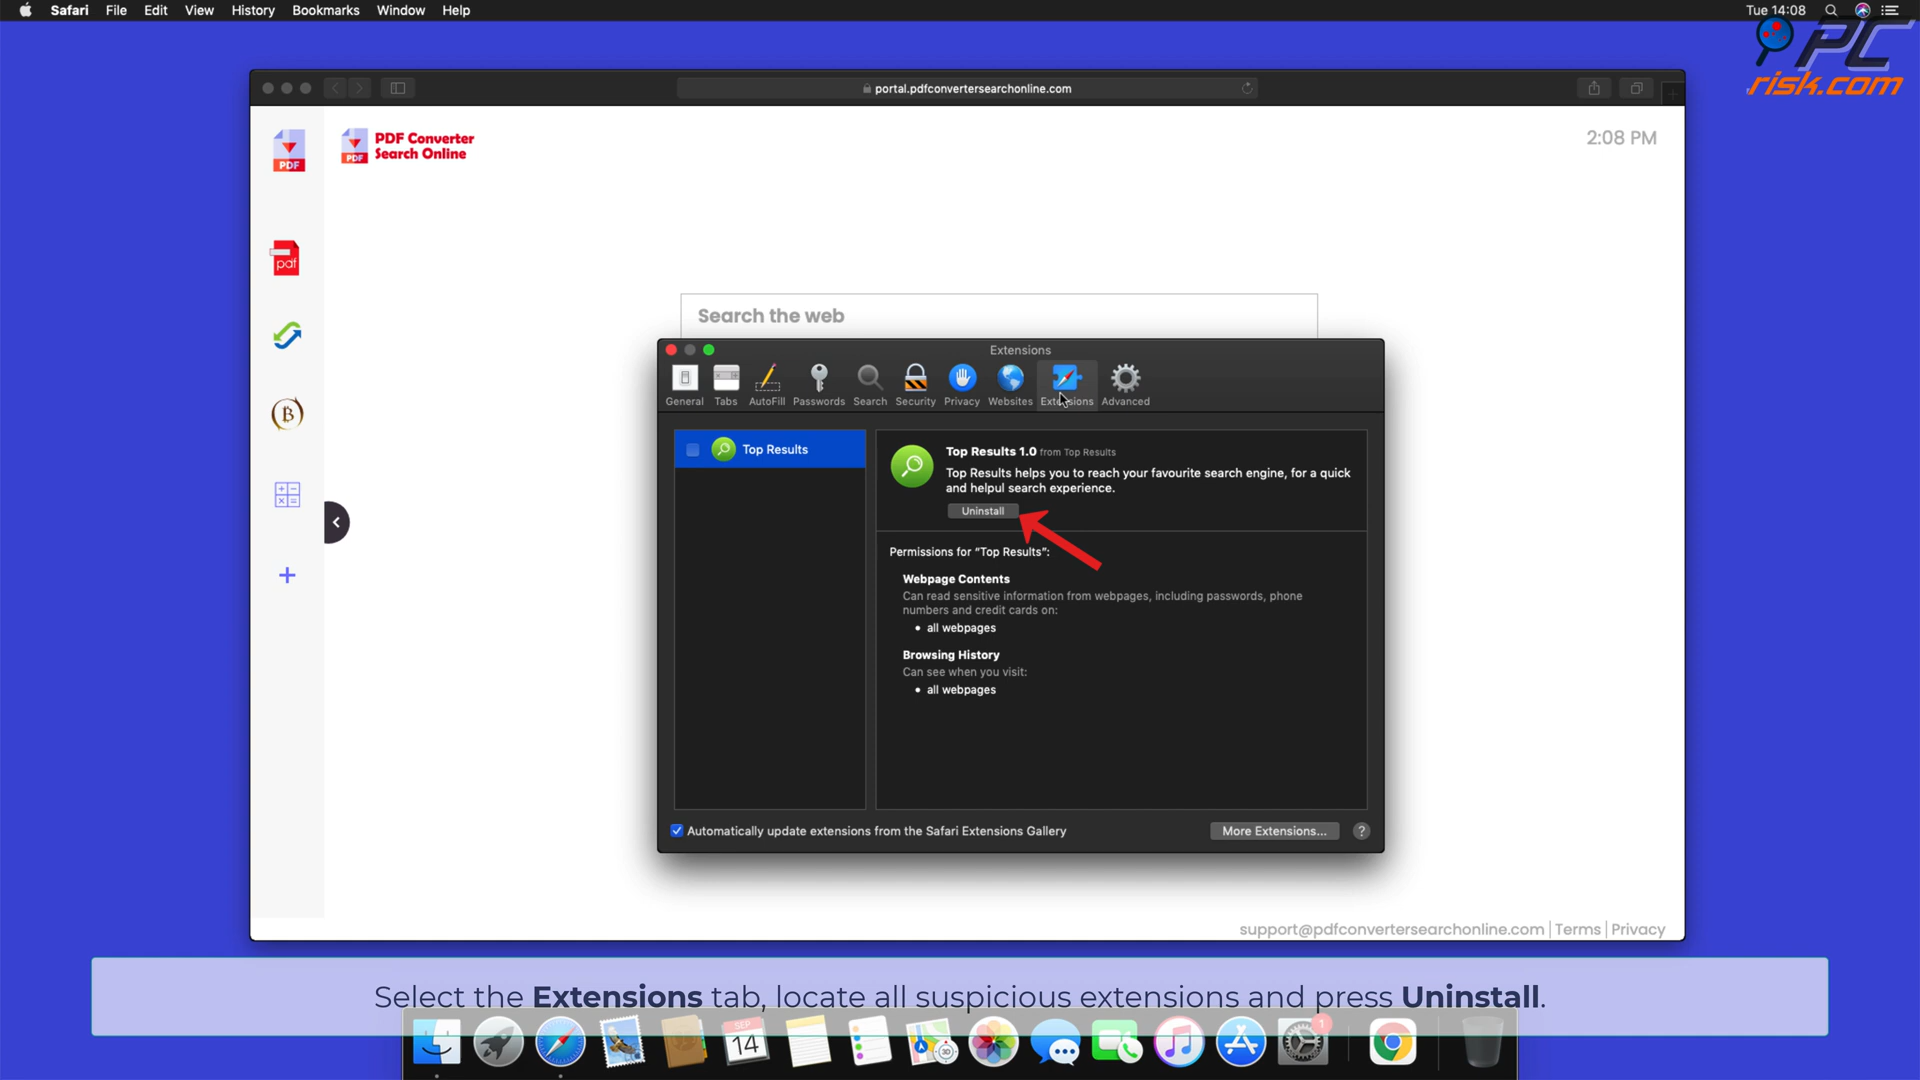 Safari File Edit View History Bookmarks Window Help
Tue 14:08
PC
risk.com
portal.pdfconvertersearchonline.com
PDF
PDF
PDF Converter
Search Online
2:08 PM
pdf
Search the web
Extensions
General Tabs AutoFill Passwords Search Security Privacy Websites Extensions Advanced
Top Results
Top Results 1.0 from Top Results
Top Results helps you to reach your favourite search engine, for a quick
and helpul search experience.
Uninstall
Permissions for “Top Results”:
Webpage Contents
Can read sensitive information from webpages, including passwords, phone
numbers and credit cards on:
• all webpages
Browsing History
Can see when you visit:
• all webpages
Automatically update extensions from the Safari Extensions Gallery
More Extensions... ?
support@pdfconvertersearchonline.com | Terms | Privacy
Select the Extensions tab, locate all suspicious extensions and press Uninstall.
SEP
14
3D
1